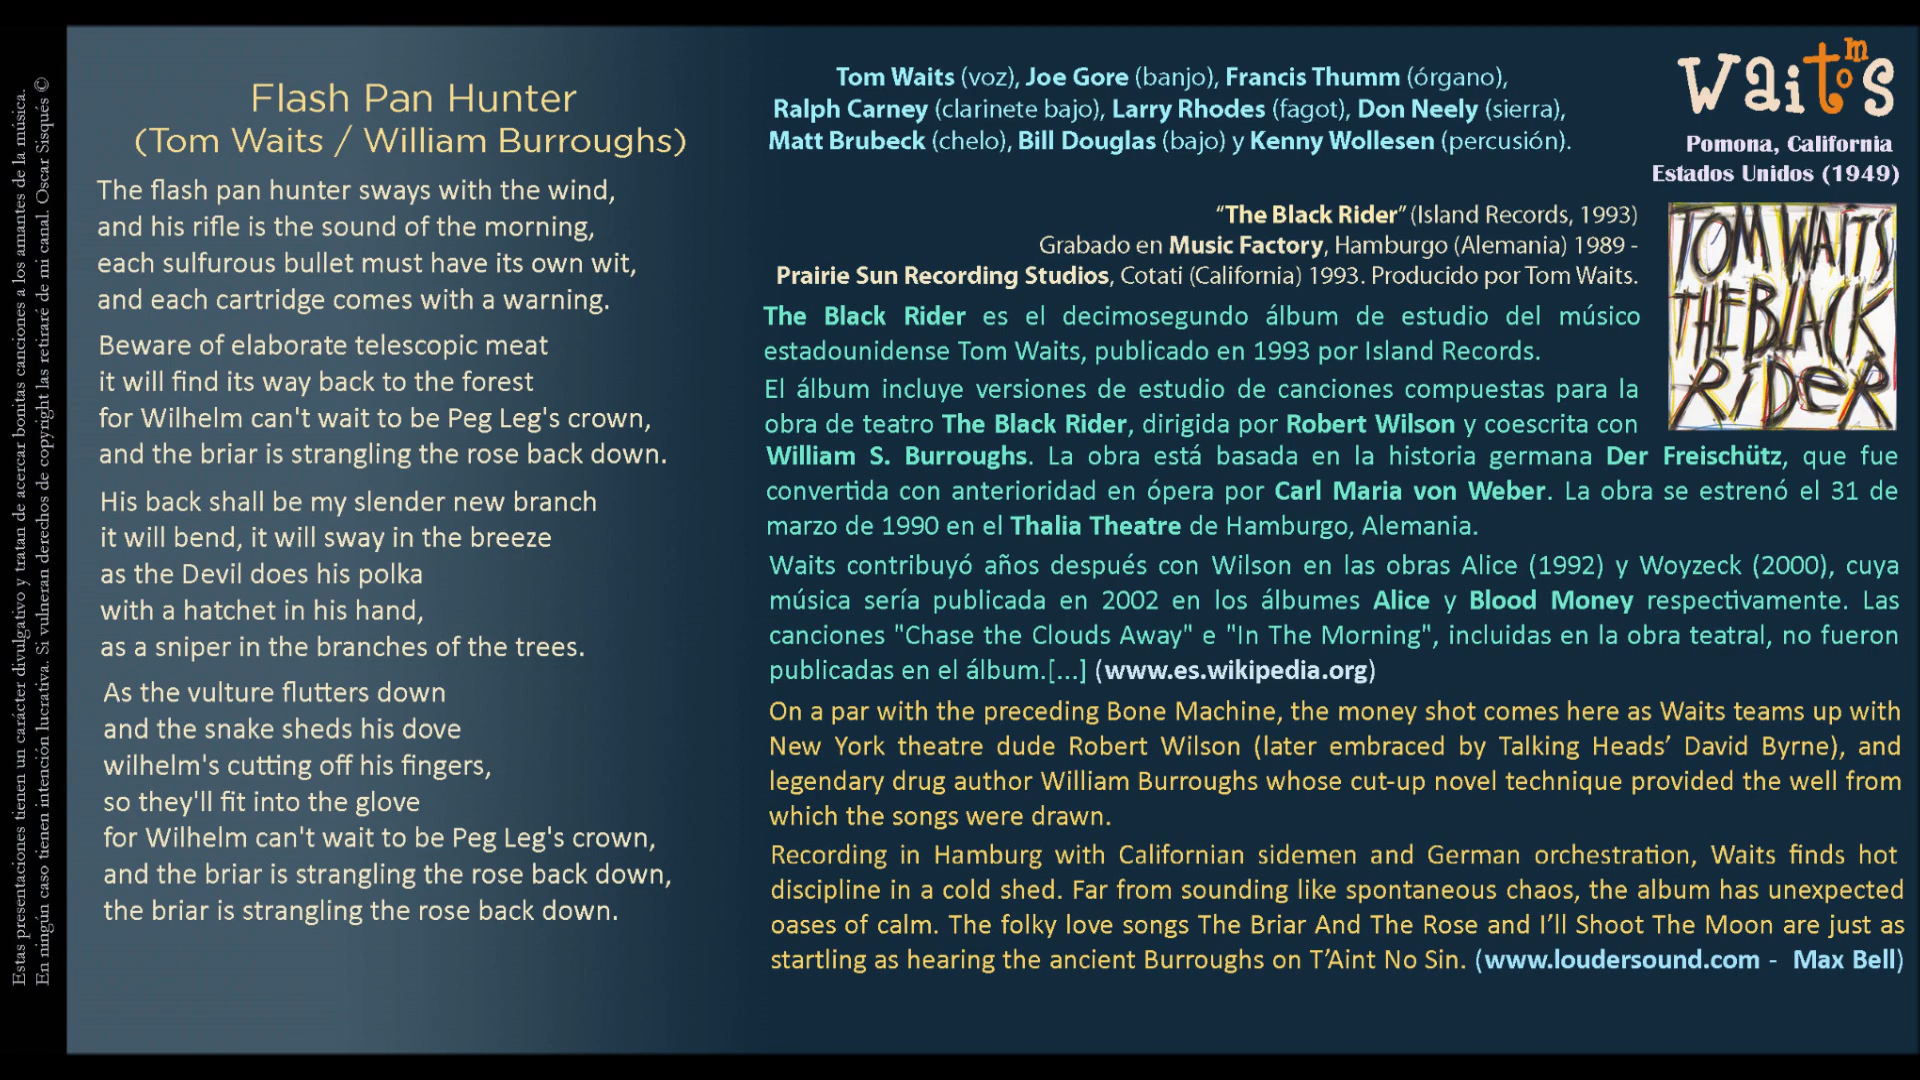 Estas presentaciones tienen un carácter divulgativo y tratan de acercar bonitas canciones a los amantes de la música.
En ningún caso tienen intención lucrativa. Si vulneran derechos de copyright las retiraré de mi canal. Oscar Sisqués ©
Flash Pan Hunter
(Tom Waits / William Burroughs)
The flash pan hunter sways with the wind,
and his rifle is the sound of the morning,
each sulfurous bullet must have its own wit,
and each cartridge comes with a warning.
Beware of elaborate telescopic meat
it will find its way back to the forest
for Wilhelm can't wait to be Peg Leg's crown,
and the briar is strangling the rose back down.
His back shall be my slender new branch
it will bend, it will sway in the breeze
as the Devil does his polka
with a hatchet in his hand,
as a sniper in the branches of the trees.
As the vulture flutters down
and the snake sheds his dove
wilhelm's cutting off his fingers,
so they'll fit into the glove
for Wilhelm can't wait to be Peg Leg's crown,
and the briar is strangling the rose back down,
the briar is strangling the rose back down.
Tom Waits (voz), Joe Gore (banjo), Francis Thumm (órgano),
Ralph Carney (clarinete bajo), Larry Rhodes (fagot), Don Neely (sierra),
Matt Brubeck (chelo), Bill Douglas (bajo) y Kenny Wollesen (percusión).
"The Black Rider" (Island Records, 1993)
Grabado en Music Factory, Hamburgo (Alemania) 1989 -
Prairie Sun Recording Studios, Cotati (California) 1993. Producido por Tom Waits.
The Black Rider es el decimosegundo álbum de estudio del músico
estadounidense Tom Waits, publicado en 1993 por Island Records.
El álbum incluye versiones de estudio de canciones compuestas para la
obra de teatro The Black Rider, dirigida por Robert Wilson y coescrita con
William S. Burroughs. La obra está basada en la historia germana Der Freischütz, que fue
convertida con anterioridad en ópera por Carl Maria von Weber. La obra se estrenó el 31 de
marzo de 1990 en el Thalia Theatre de Hamburgo, Alemania.
Waits contribuyó años después con Wilson en las obras Alice (1992) y Woyzeck (2000), cuya
música sería publicada en 2002 en los álbumes Alice y Blood Money respectivamente. Las
canciones "Chase the Clouds Away" e "In The Morning", incluidas en la obra teatral, no fueron
publicadas en el álbum.[...] (www.es.wikipedia.org)
On a par with the preceding Bone Machine, the money shot comes here as Waits teams up with
New York theatre dude Robert Wilson (later embraced by Talking Heads’ David Byrne), and
legendary drug author William Burroughs whose cut-up novel technique provided the well from
which the songs were drawn.
Recording in Hamburg with Californian sidemen and German orchestration, Waits finds hot
discipline in a cold shed. Far from sounding like spontaneous chaos, the album has unexpected
oases of calm. The folky love songs The Briar And The Rose and I’ll Shoot The Moon are just as
startling as hearing the ancient Burroughs on T’Aint No Sin. (www.loudersound.com - Max Bell)
Tom Waits
Pomona, California
Estados Unidos (1949)
TOM WAITS
THE BLACK
RIDER